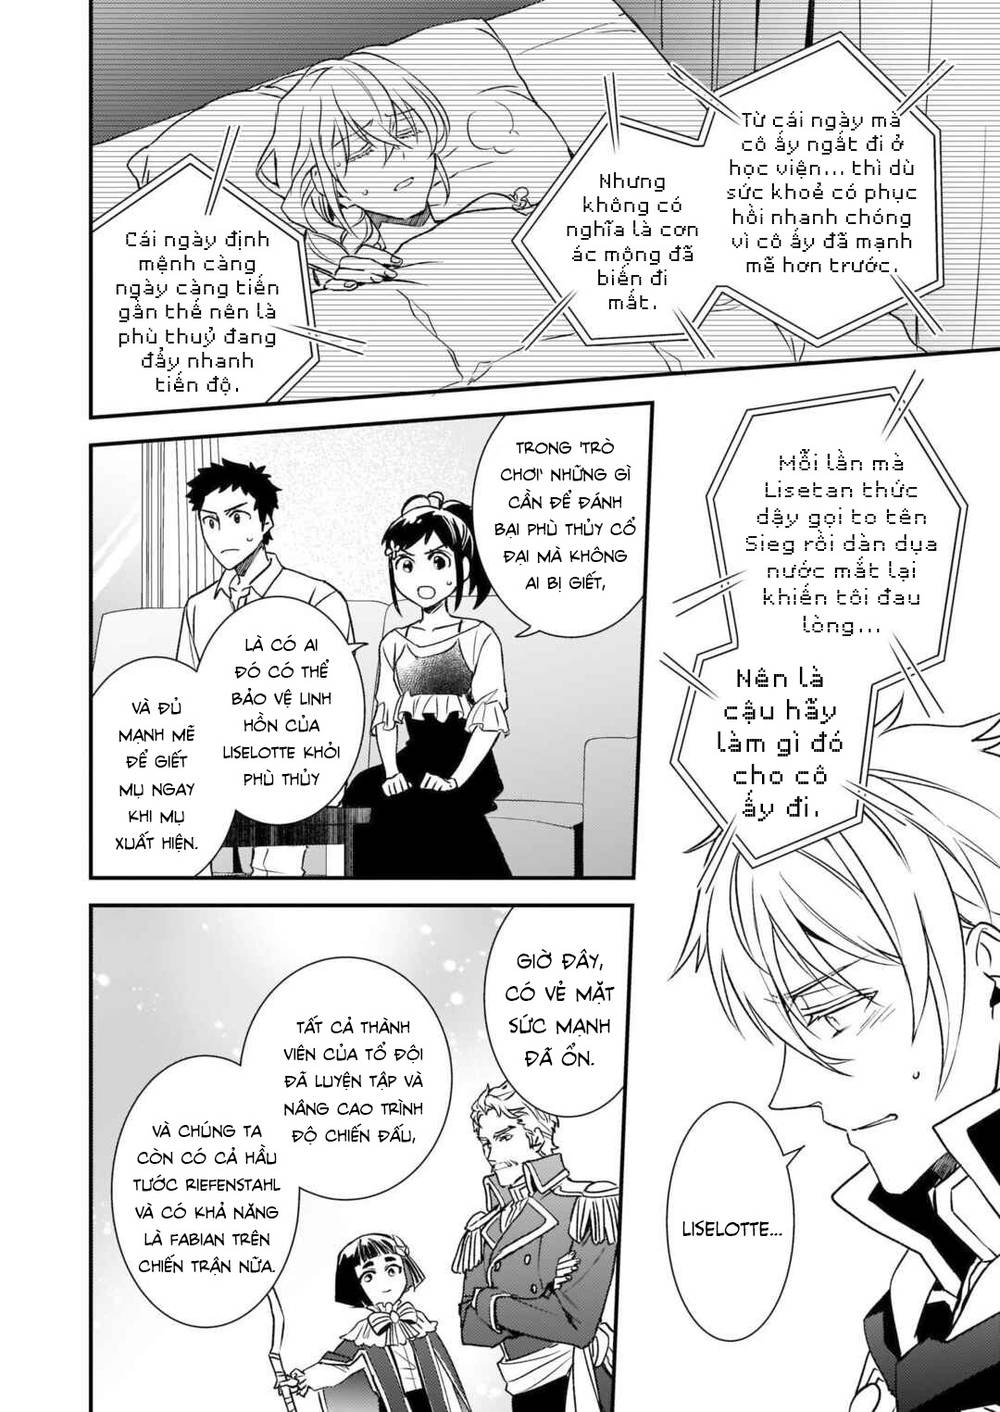 Từ cái ngày mà
cô ấy ngất đi ở
học viện... thì dù
sức khoẻ có phục
hồi nhanh chóng
vì cô ấy đã mạnh
mẽ hơn trước.
Nhưng
không có
nghĩa là cơn
ác mộng đã
biến đi
mất.
Cái ngày định
mệnh càng
ngày càng tiến
gần thế nên là
phù thuỷ đang
đẩy nhanh
tiến độ.
Mỗi lần mà
Lisetan thức
dậy gọi to tên
Sieg rồi dàn dụa
nước mắt lại
khiến tôi đau
lòng...
Nên là
cậu hãy
làm gì đó
cho cô
ấy đi.
TRONG 'TRÒ
CHƠI' NHỮNG GÌ
CẦN ĐỂ ĐÁNH
BẠI PHÙ THỦY CỔ
ĐẠI MÀ KHÔNG
AI BỊ GIẾT,
LÀ CÓ AI
ĐÓ CÓ THỂ
BẢO VỆ LINH
HỒN CỦA
LISELOTTE KHỎI
PHÙ THỦY
VÀ ĐỦ
MẠNH MẼ
ĐỂ GIẾT
MỤ NGAY
KHI MỤ
XUẤT HIỆN.
LISELOTTE...
GIỜ ĐÂY,
CÓ VẺ MẶT
SỨC MẠNH
ĐÃ ỔN.
TẤT CẢ THÀNH
VIÊN CỦA TỔ ĐỘI
ĐÃ LUYỆN TẬP VÀ
NÂNG CAO TRÌNH
ĐỘ CHIẾN ĐẤU,
VÀ CHÚNG TA
CÒN CÓ CẢ HẦU
TƯỚC RIEFENSTAHL
VÀ CÓ KHẢ NĂNG
LÀ FABIAN TRÊN
CHIẾN TRẬN NỮA.